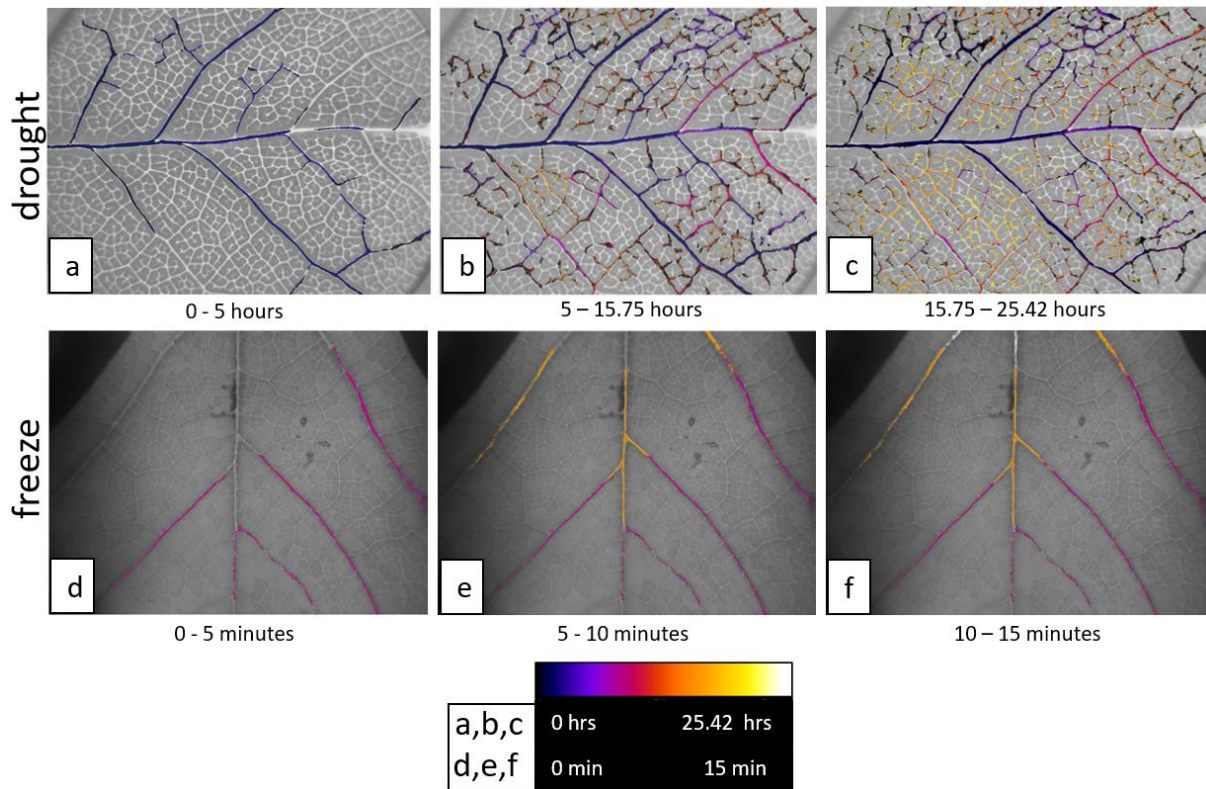 drought
a
b
c
0 - 5 hours
5 – 15.75 hours
15.75 – 25.42 hours
freeze
d
e
f
0 - 5 minutes
5 - 10 minutes
10 – 15 minutes
a,b,c
0 hrs
25.42 hrs
d,e,f
0 min
15 min